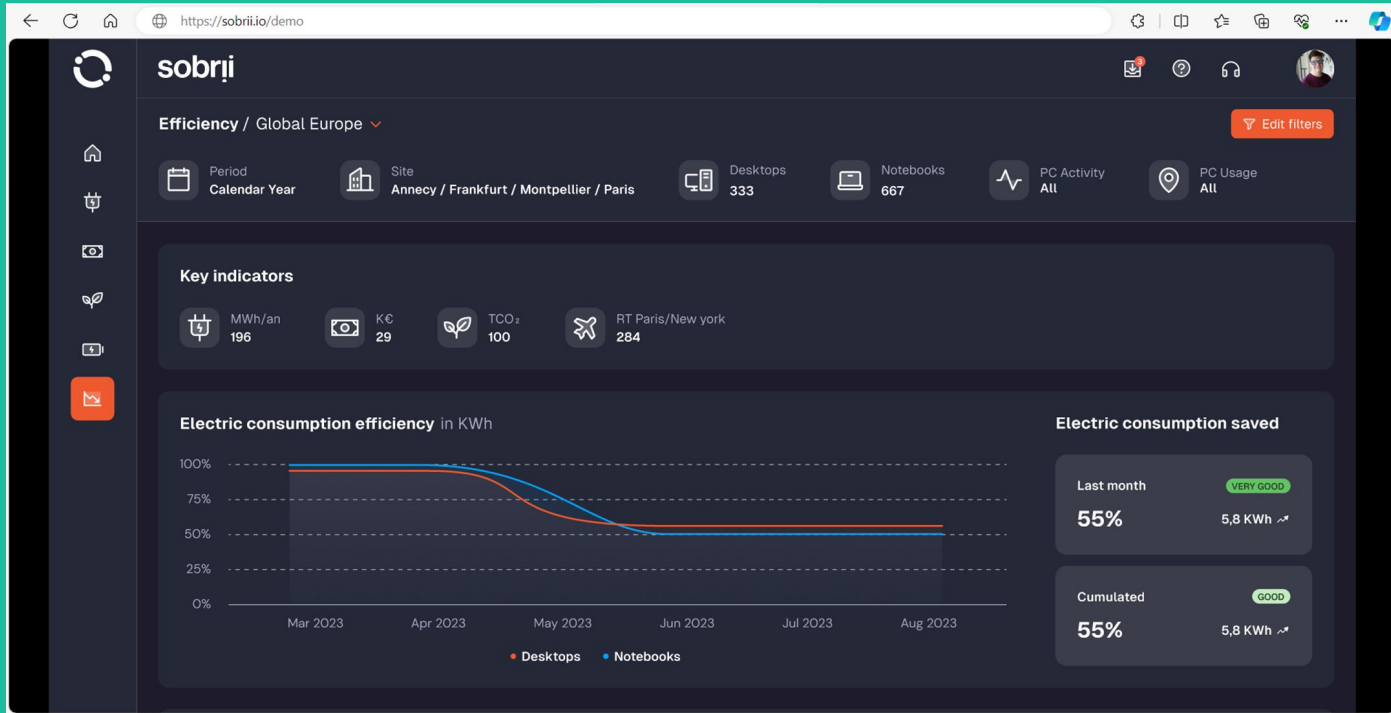 https://sobrii.io/demo
sobrii
3
Efficiency / Global Europe
Edit filters
Period
Calendar Year
Site
Annecy / Frankfurt / Montpellier / Paris
Desktops
333
Notebooks
667
PC Activity
All
PC Usage
All
Key indicators
MWh/an
196
K€
29
TCO₂
100
RT Paris/New york
284
Electric consumption efficiency in KWh
100%
75%
50%
25%
0%
Mar 2023 Apr 2023 May 2023 Jun 2023 Jul 2023 Aug 2023
Desktops Notebooks
Electric consumption saved
Last month VERY GOOD
55% 5,8 KWh
Cumulated GOOD
55% 5,8 KWh